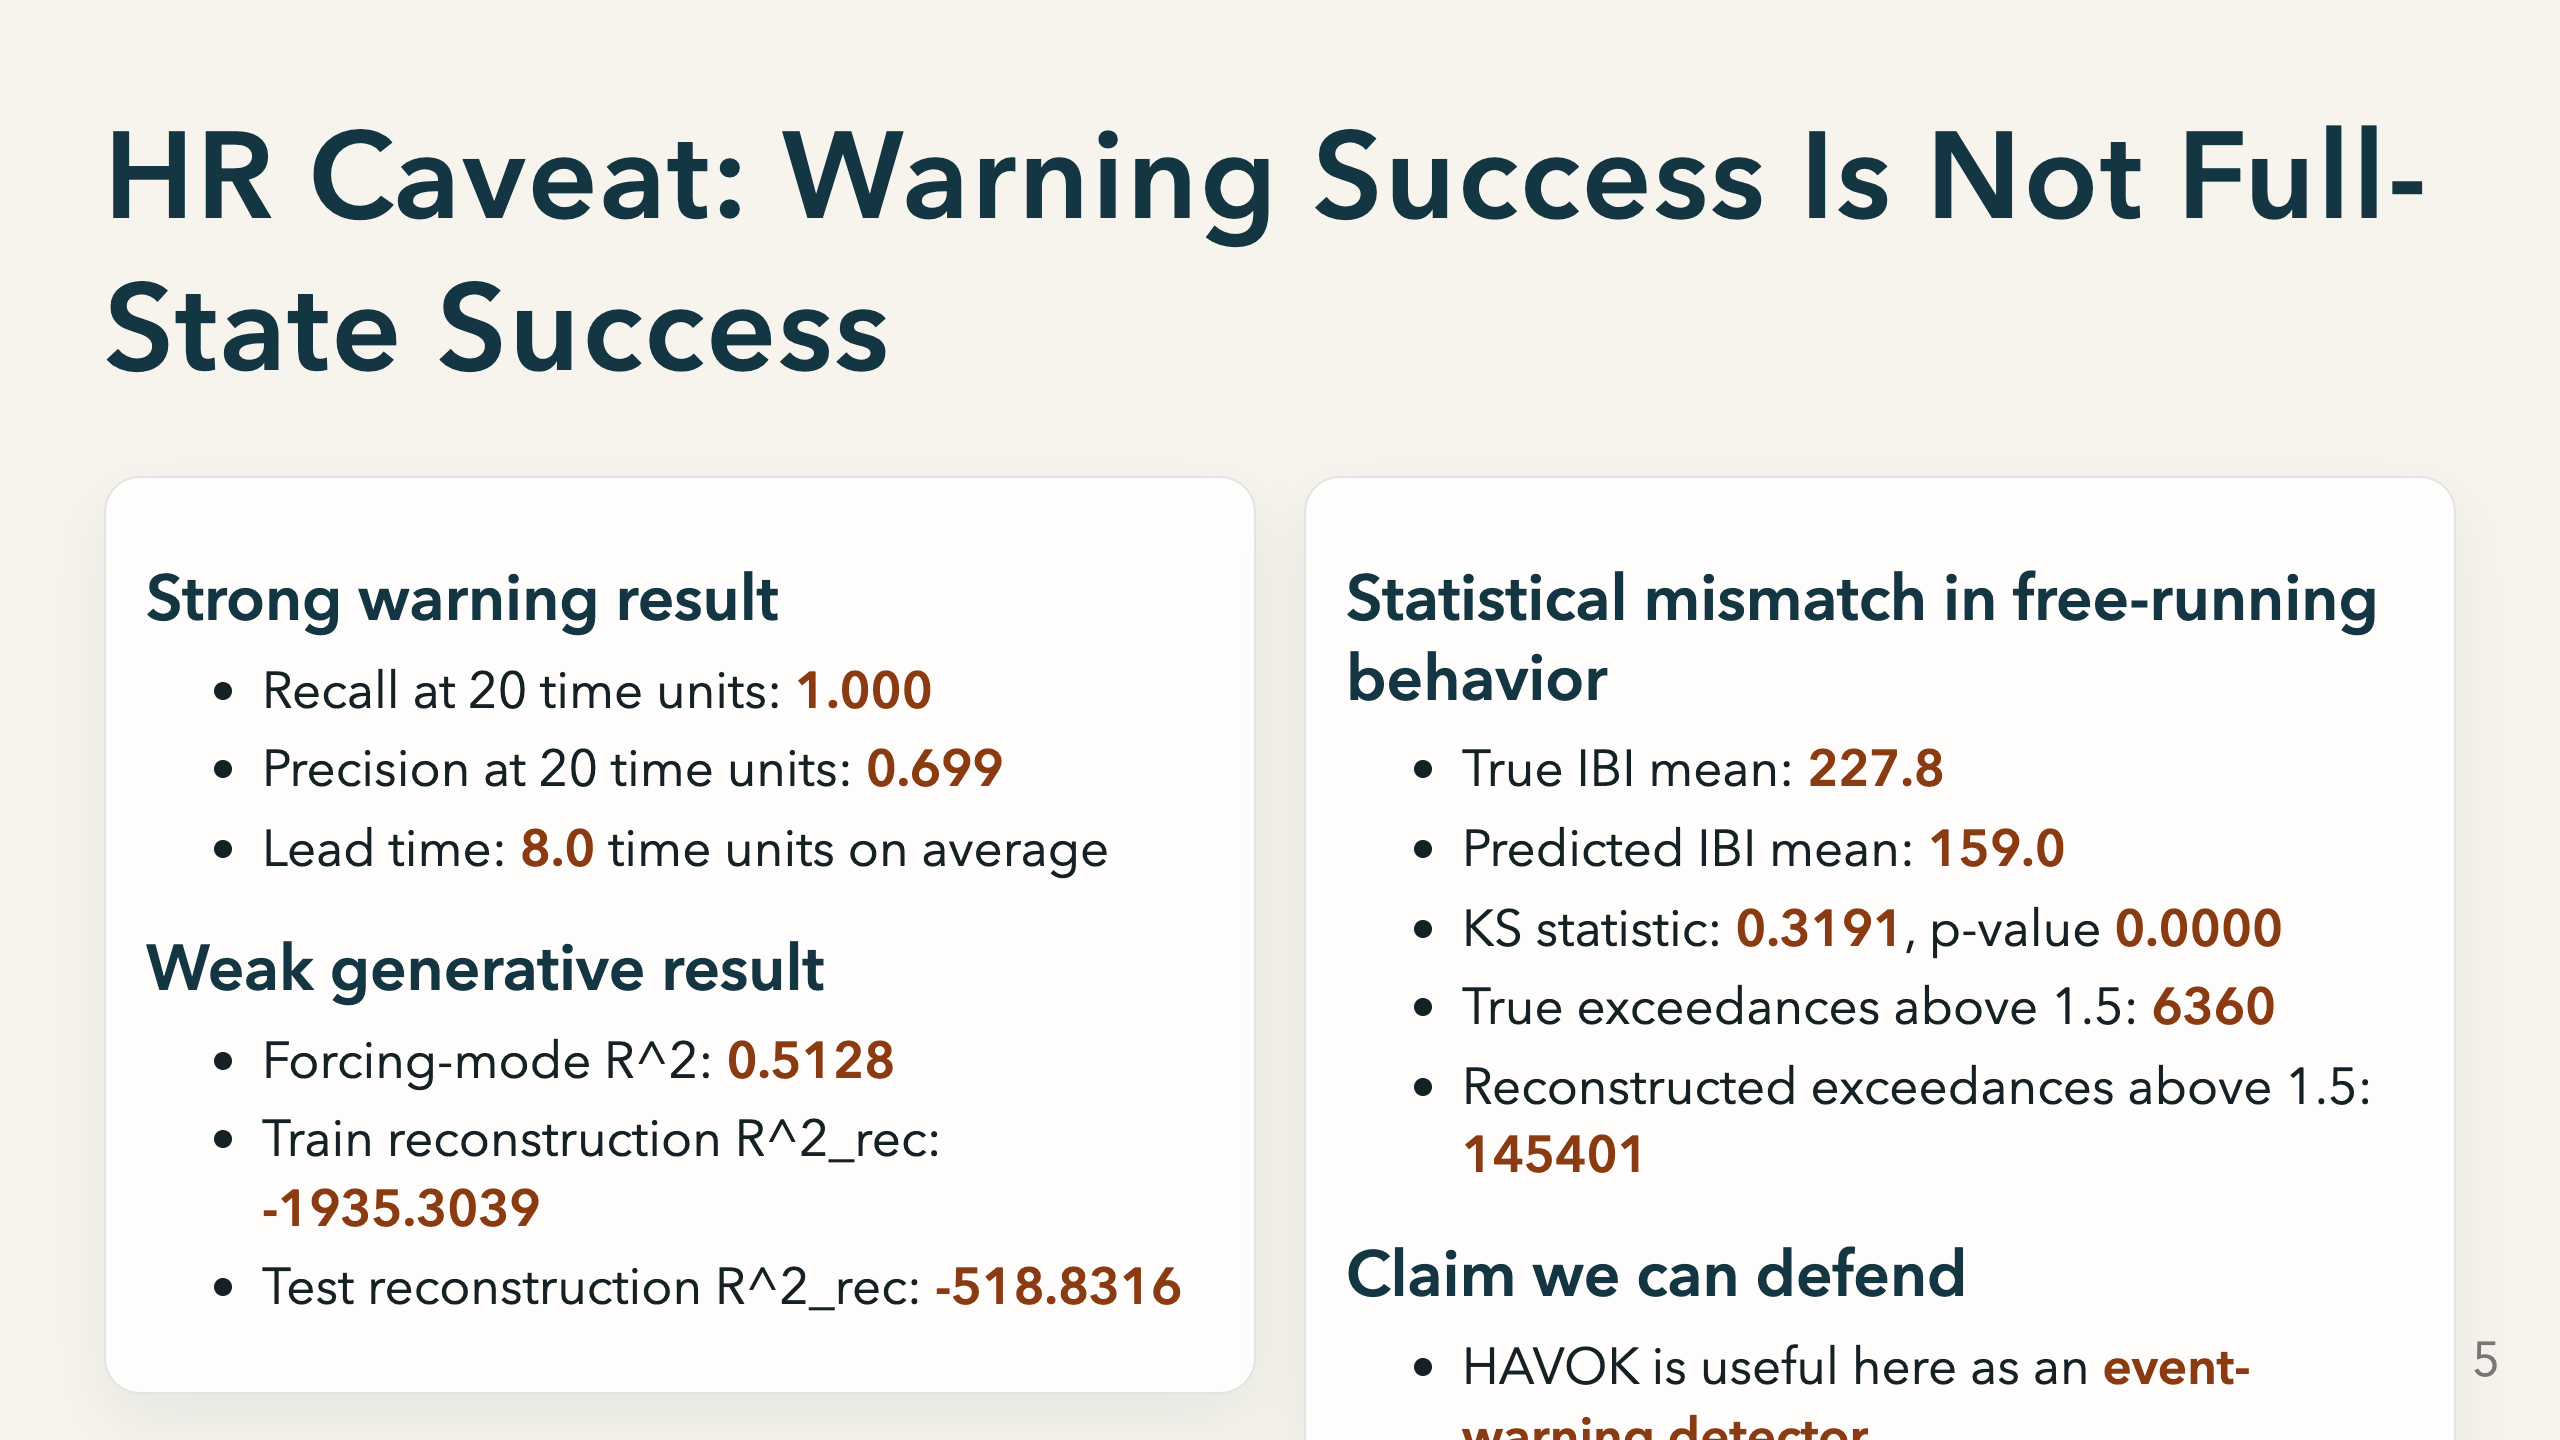 HR Caveat: Warning Success Is Not Full-
State Success
Strong warning result
• Recall at 20 time units: 1.000
• Precision at 20 time units: 0.699
• Lead time: 8.0 time units on average
Weak generative result
• Forcing-mode R^2: 0.5128
• Train reconstruction R^2_rec:
-1935.3039
• Test reconstruction R^2_rec: -518.8316
Statistical mismatch in free-running
behavior
• True IBI mean: 227.8
• Predicted IBI mean: 159.0
• KS statistic: 0.3191, p-value 0.0000
• True exceedances above 1.5: 6360
• Reconstructed exceedances above 1.5:
145401
Claim we can defend
• HAVOK is useful here as an event-
warning detector
5